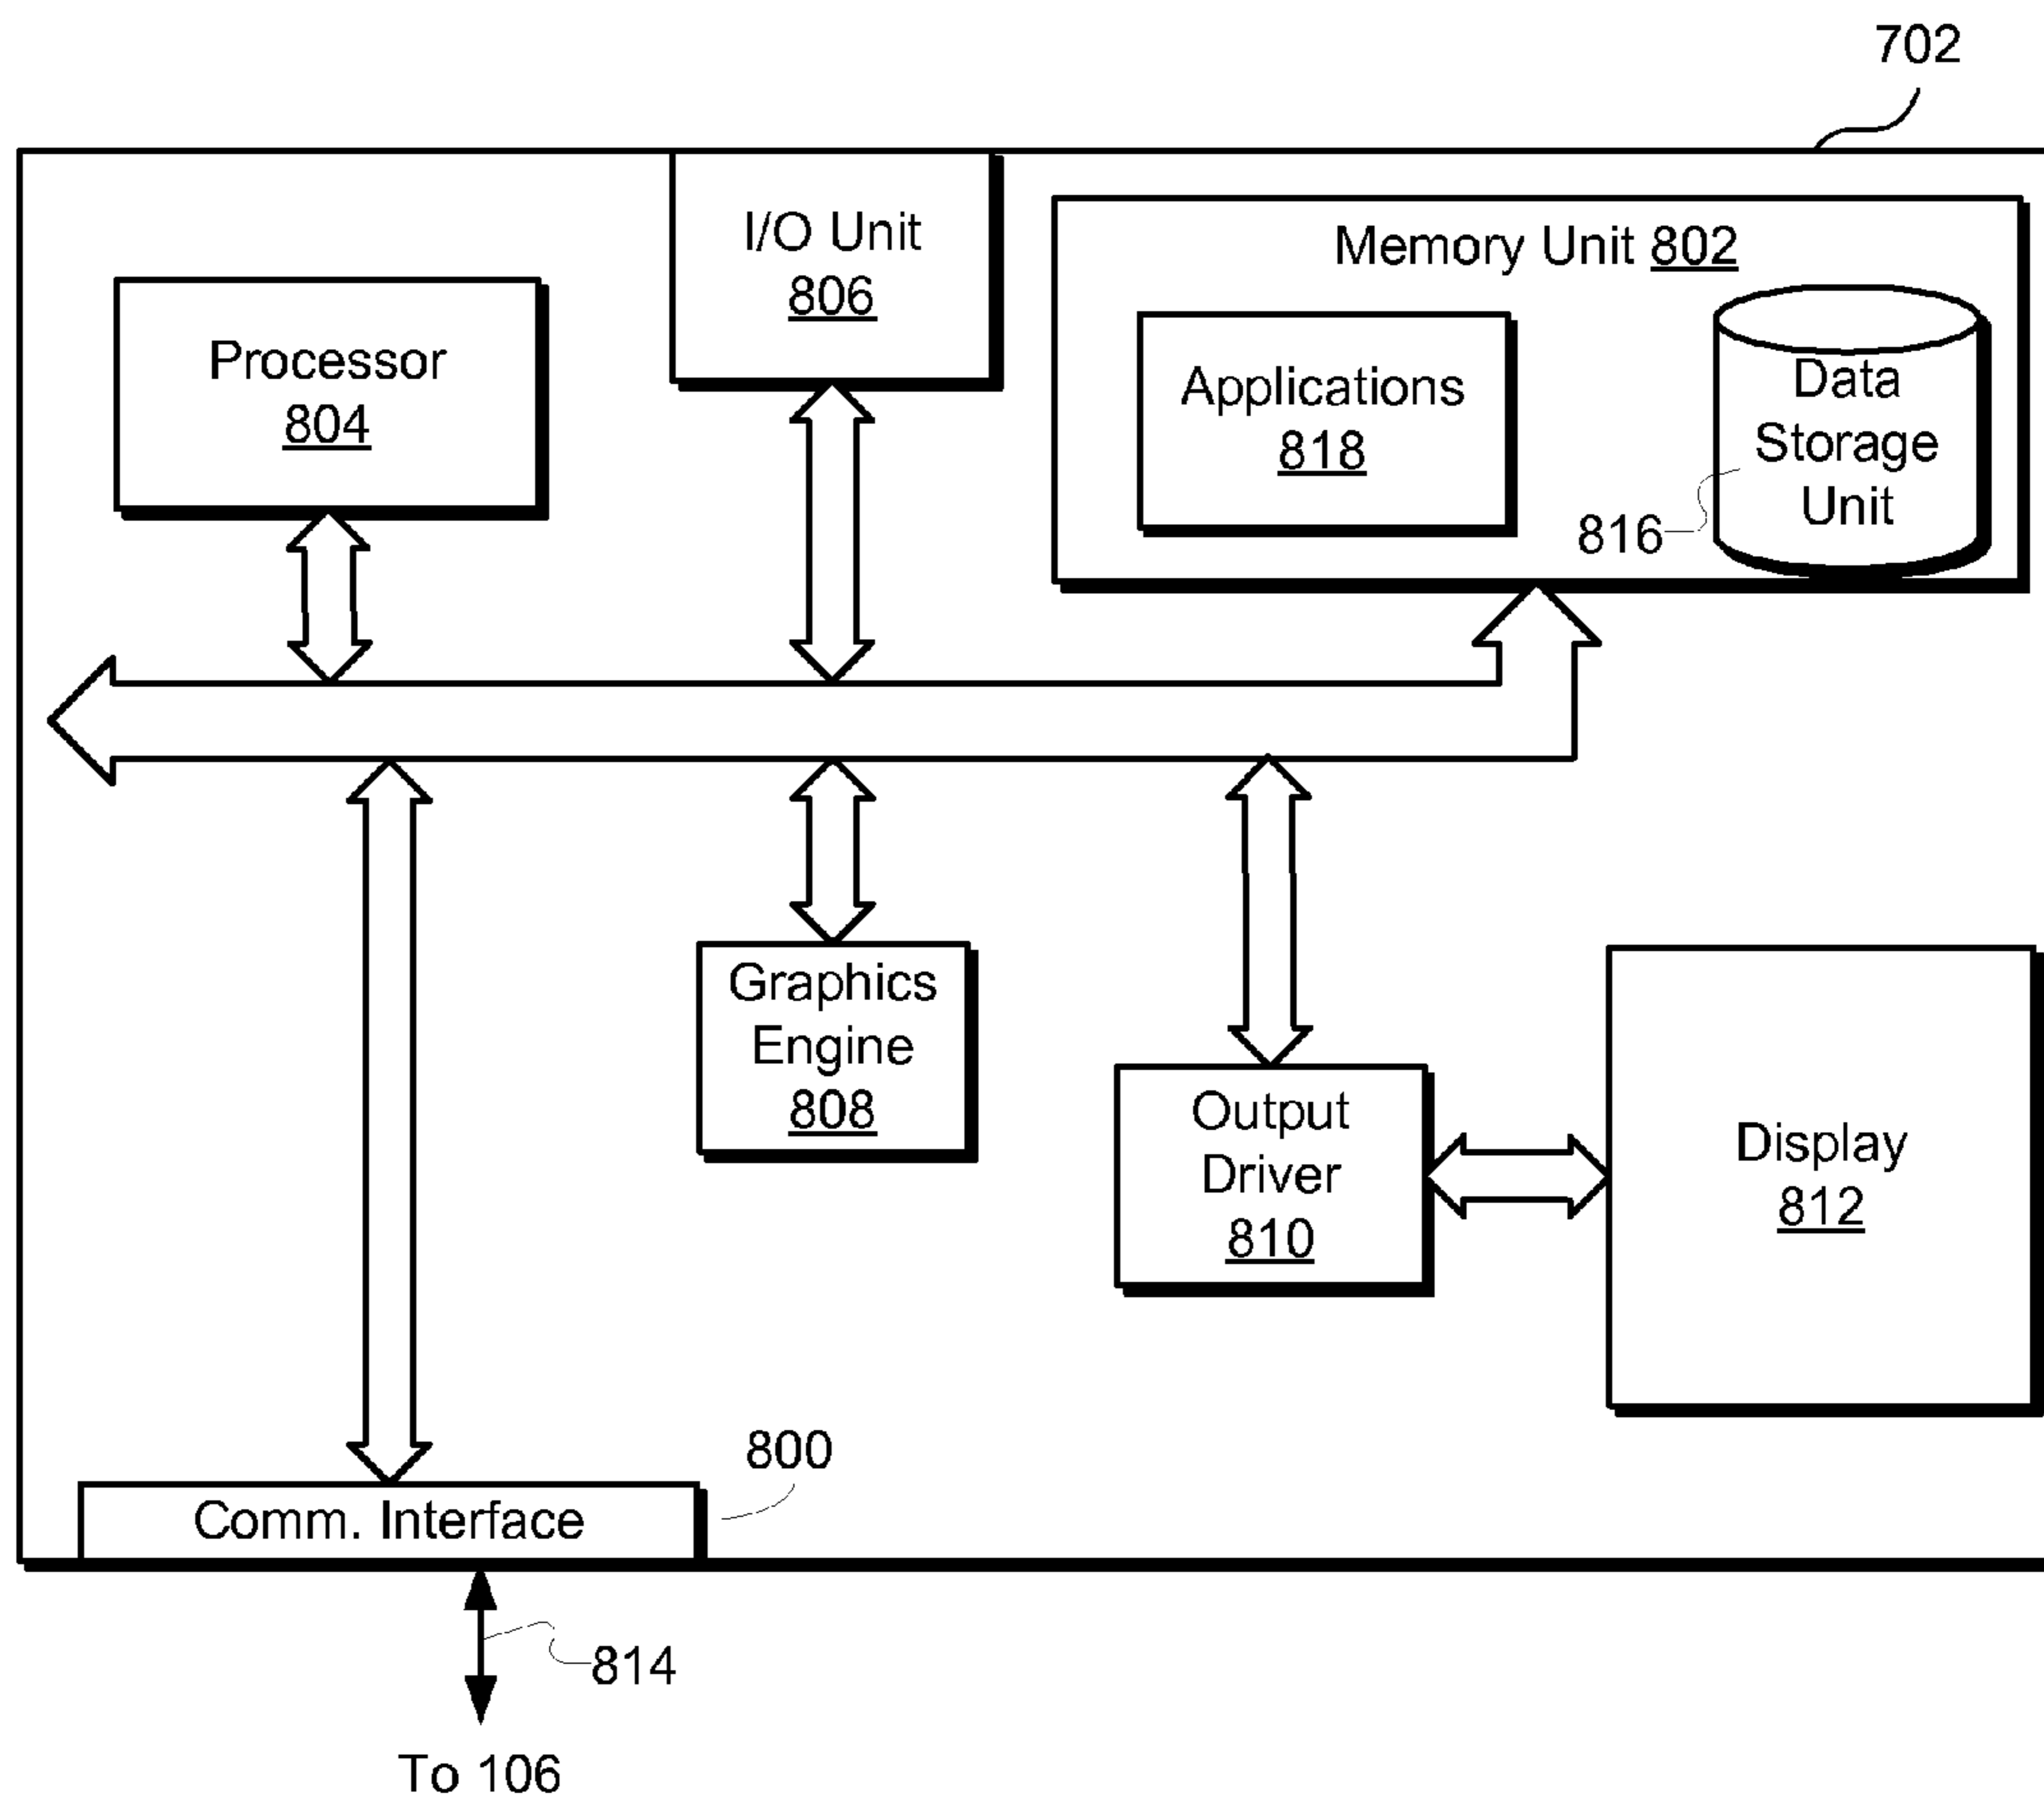 702
I/O Unit
806
Memory Unit 802
Processor
804
Applications
818
Data
Storage
Unit
816
Graphics
Engine
808
Output
Driver
810
Display
812
800
Comm. Interface
814
To 106